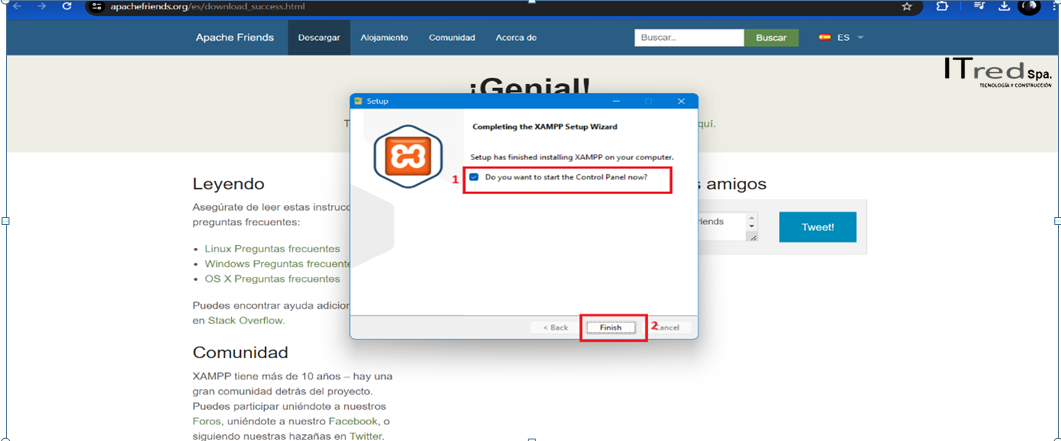 apachefriends.org/es/download_success.html
Apache Friends
Descargar
Alojamiento
Comunidad
Acerca de
Buscar..
Buscar
ES
ITred Spa.
TECNOLOGÍA Y CONSTRUCCIÓN
¡Genial!
quí.
Setup
Completing the XAMPP Setup Wizard
Setup has finished installing XAMPP on your computer.
1
Do you want to start the Control Panel now?
< Back
Finish
2
Cancel
Leyendo
Asegúrate de leer estas instrucc
preguntas frecuentes:
• Linux Preguntas frecuentes
• Windows Preguntas frecuente
• OS X Preguntas frecuentes
Puedes encontrar ayuda adicior
en Stack Overflow.
Comunidad
XAMPP tiene más de 10 años – hay una
gran comunidad detrás del proyecto.
Puedes participar uniéndote a nuestros
Foros, uniéndote a nuestro Facebook, o
siguiendo nuestras hazañas en Twitter.
s amigos
riends
Tweet!